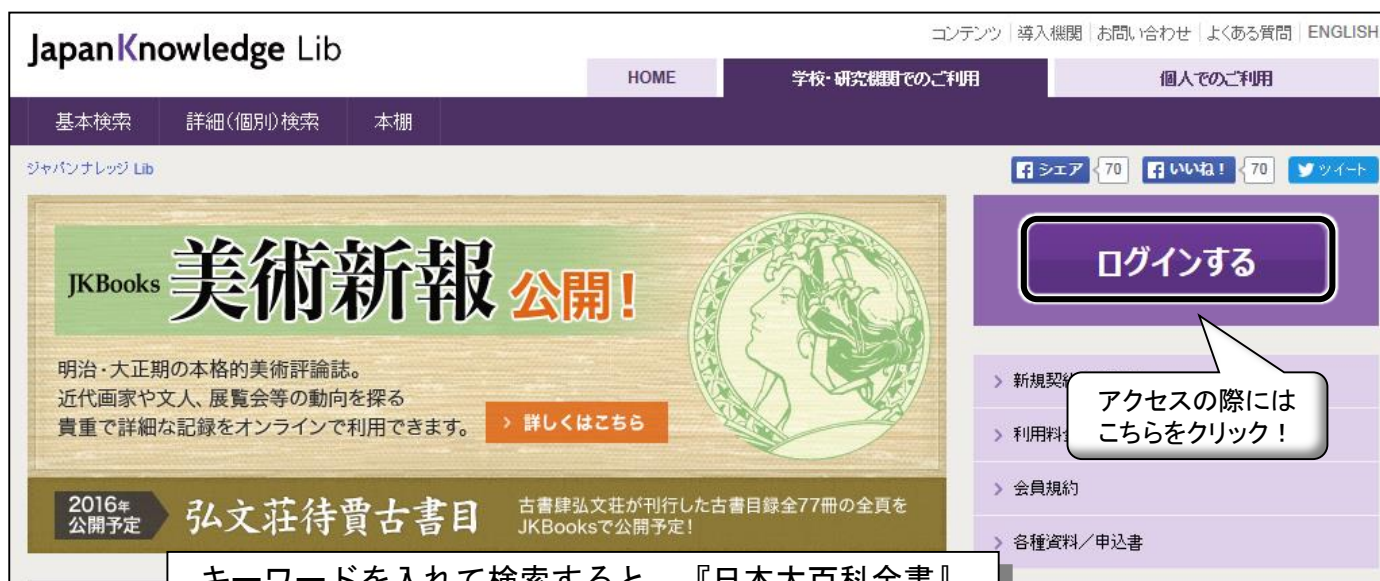 JapanKnowledge Lib
コンテンツ 導入機関 お問い合わせ よくある質問 ENGLISH
HOME 学校・研究機関でのご利用 個人でのご利用
基本検索 詳細(個別)検索 本棚
ジャパンナレッジ Lib
シェア 70 いいね! 70 ツイート
JKBooks 美術新報 公開!
明治・大正期の本格的美術評論誌。
近代画家や文人、展覧会等の動向を探る
貴重で詳細な記録をオンラインで利用できます。
詳しくはこちら
2016年
公開予定
弘文荘待賈古書目
古書肆弘文荘が刊行した古書目録全77冊の全頁を
JKBooksで公開予定!
ログインする
アクセスの際には
こちらをクリック!
新規契
利用料
会員規約
各種資料/申込書
キーワードを入れて検索すると、『日本大百科全書』